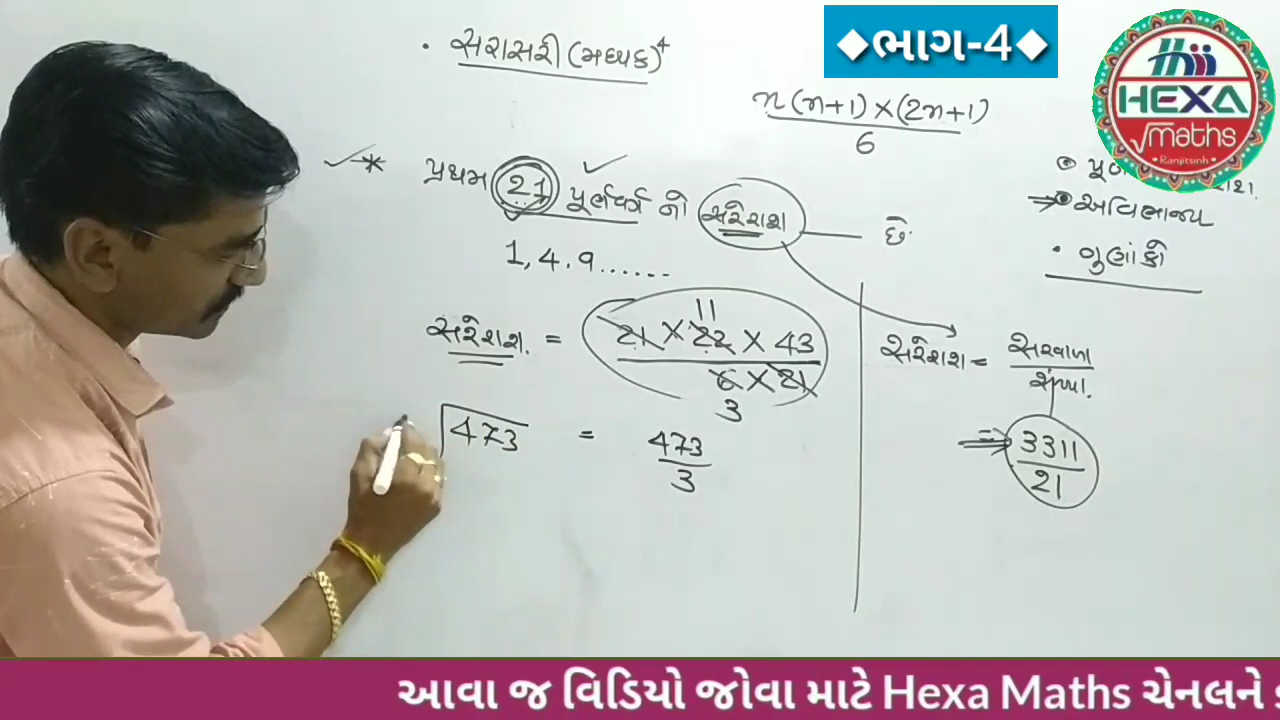 • સરાસરી (મધ્યક)⁴
◆ભાગ-4◆
HEXA
√maths
Ranjitsinh
n(n+1)×(2n+1)
6
* પ્રથમ 21 પૂર્ણવર્ગ નો સરેરાશ — છે.
1, 4, 9......
⇒ અવિભાજ્ય
• ગુણાંકો
11
સરેરાશ = 21 × 22 × 43
6 × 21
3
સરેરાશ = સરવાળા
સંખ્યા.
473 = 473
3
⇒ 3311
21
આવા જ વિડિયો જોવા માટે Hexa Maths ચેનલને